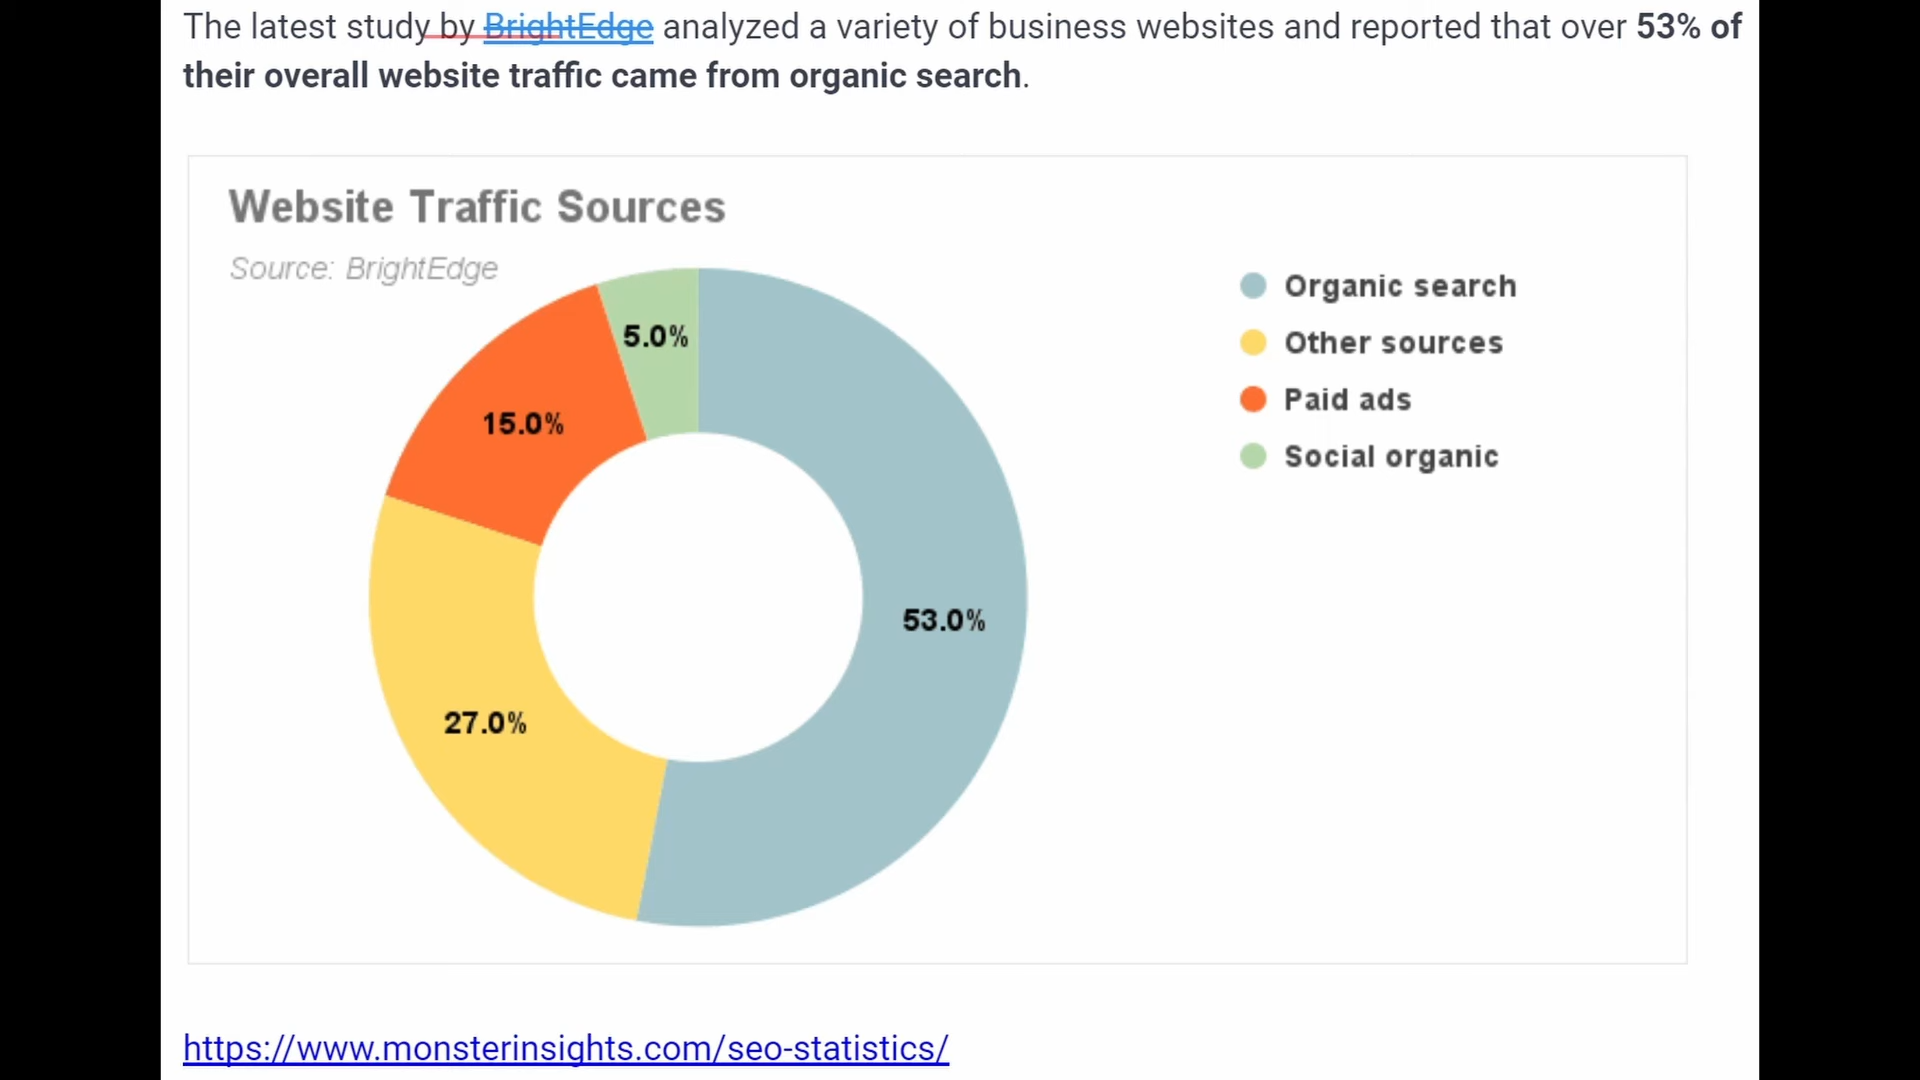 The latest study by BrightEdge analyzed a variety of business websites and reported that over 53% of
their overall website traffic came from organic search.
Website Traffic Sources
Source: BrightEdge
Organic search
Other sources
Paid ads
Social organic
5.0%
15.0%
53.0%
27.0%
https://www.monsterinsights.com/seo-statistics/